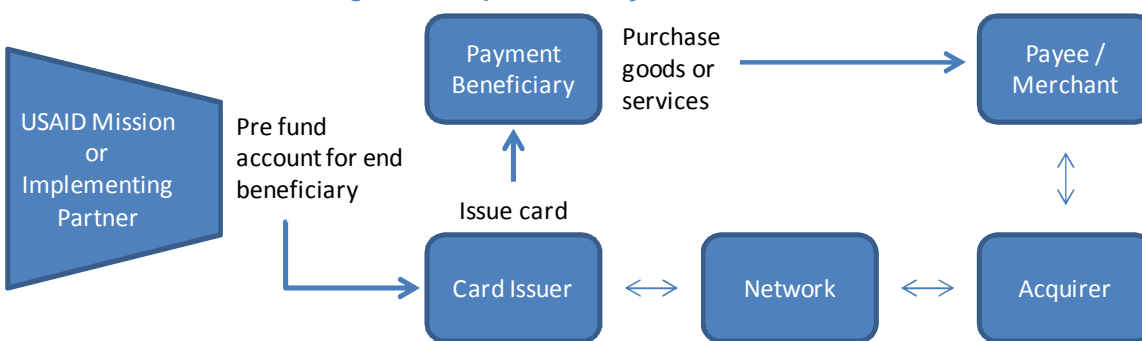 USAID Mission
or
Implementing
Partner
Pre fund
account for end
beneficiary
Payment
Beneficiary
Purchase
goods or
services
Payee /
Merchant
Issue card
Card Issuer
Network
Acquirer